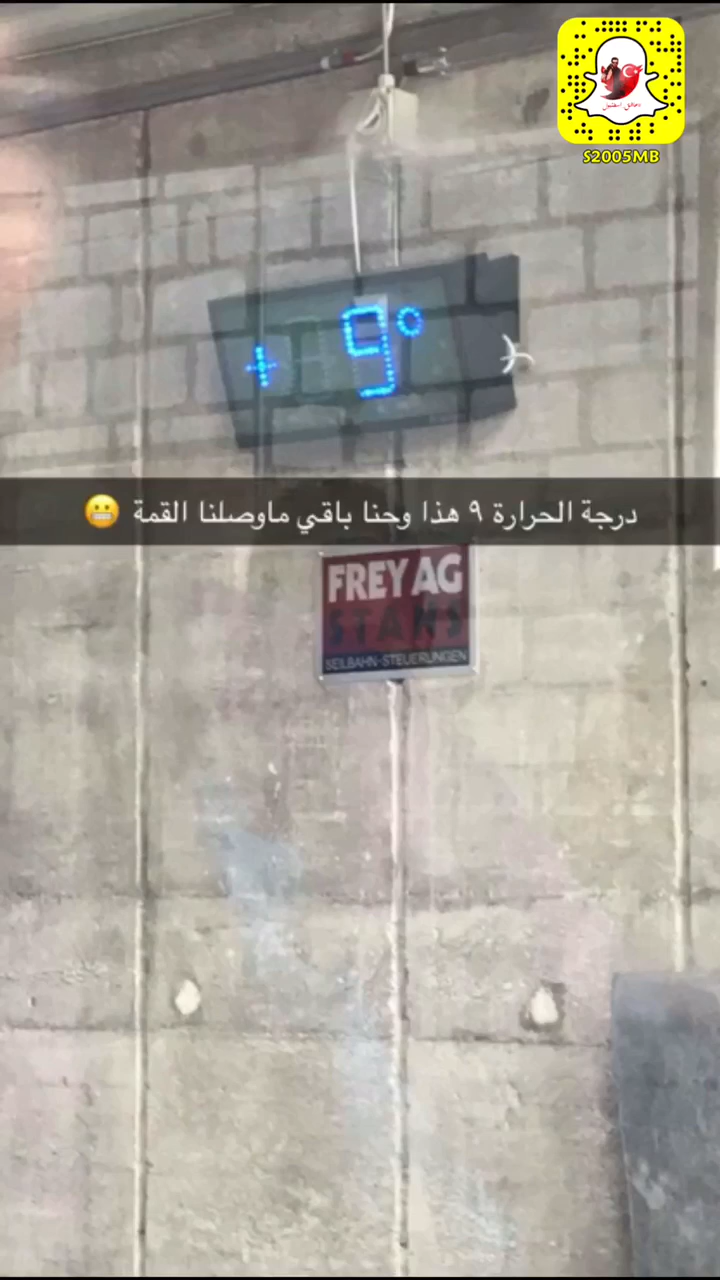 S2005MB
+ 9°
درجة الحرارة ٩ هذا وحنا باقي ماوصلنا القمة 😬
FREY AG
STANS
SEILBAHN-STEUERUNGEN